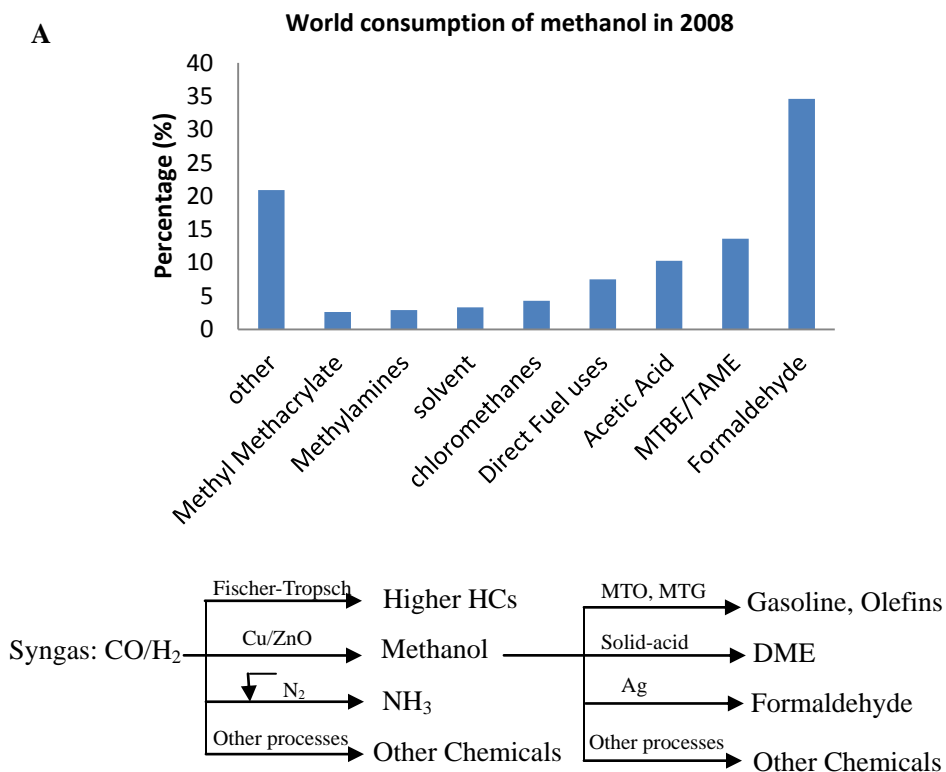 World consumption of methanol in 2008
A
Percentage (%)
40
35
30
25
20
15
10
5
0
other
Methyl Methacrylate
Methylamines
solvent
chloromethanes
Direct Fuel uses
Acetic Acid
MTBE/TAME
Formaldehyde
Fischer-Tropsch Higher HCs MTO, MTG Gasoline, Olefins
Syngas: CO/H₂ Cu/ZnO Methanol Solid-acid DME
N₂ NH₃ Ag Formaldehyde
Other processes Other Chemicals Other processes Other Chemicals